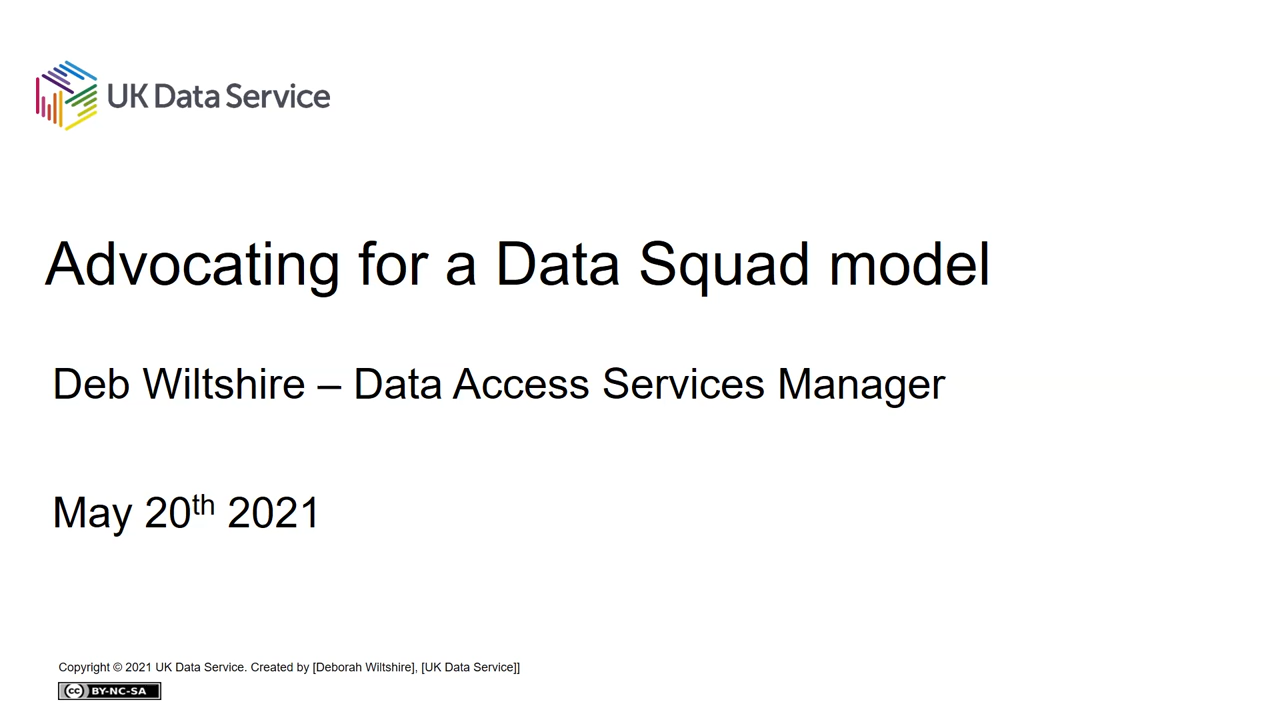 UK Data Service
Advocating for a Data Squad model
Deb Wiltshire – Data Access Services Manager
May 20th 2021
Copyright © 2021 UK Data Service. Created by [Deborah Wiltshire], [UK Data Service]]
cc BY-NC-SA